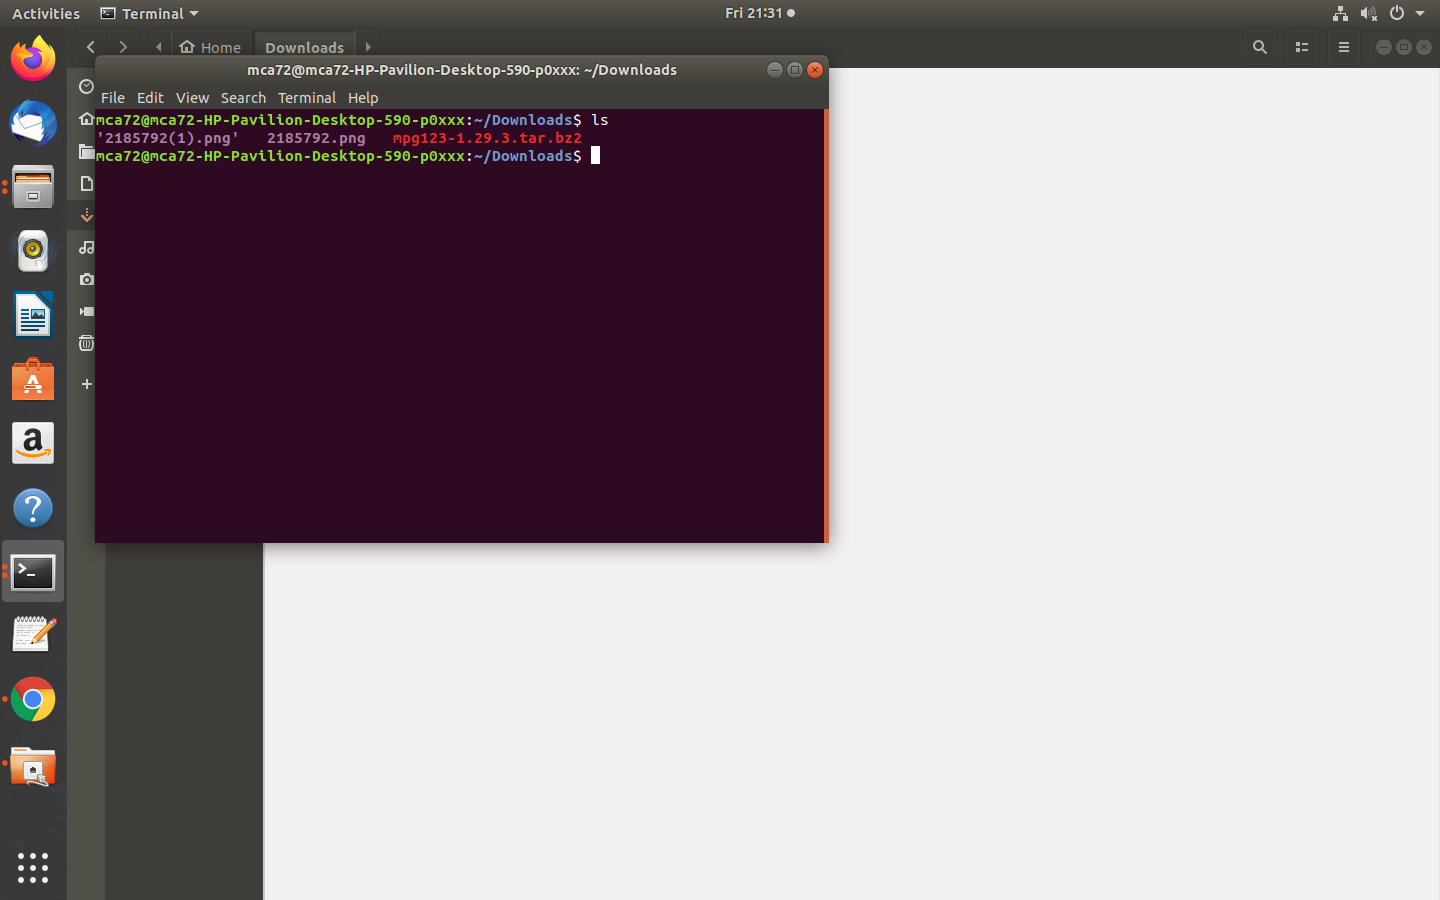 Activities Terminal Fri 21:31
Home Downloads
mca72@mca72-HP-Pavilion-Desktop-590-p0xxx: ~/Downloads
File Edit View Search Terminal Help
mca72@mca72-HP-Pavilion-Desktop-590-p0xxx:~/Downloads$ ls
'2185792(1).png' 2185792.png mpg123-1.29.3.tar.bz2
mca72@mca72-HP-Pavilion-Desktop-590-p0xxx:~/Downloads$